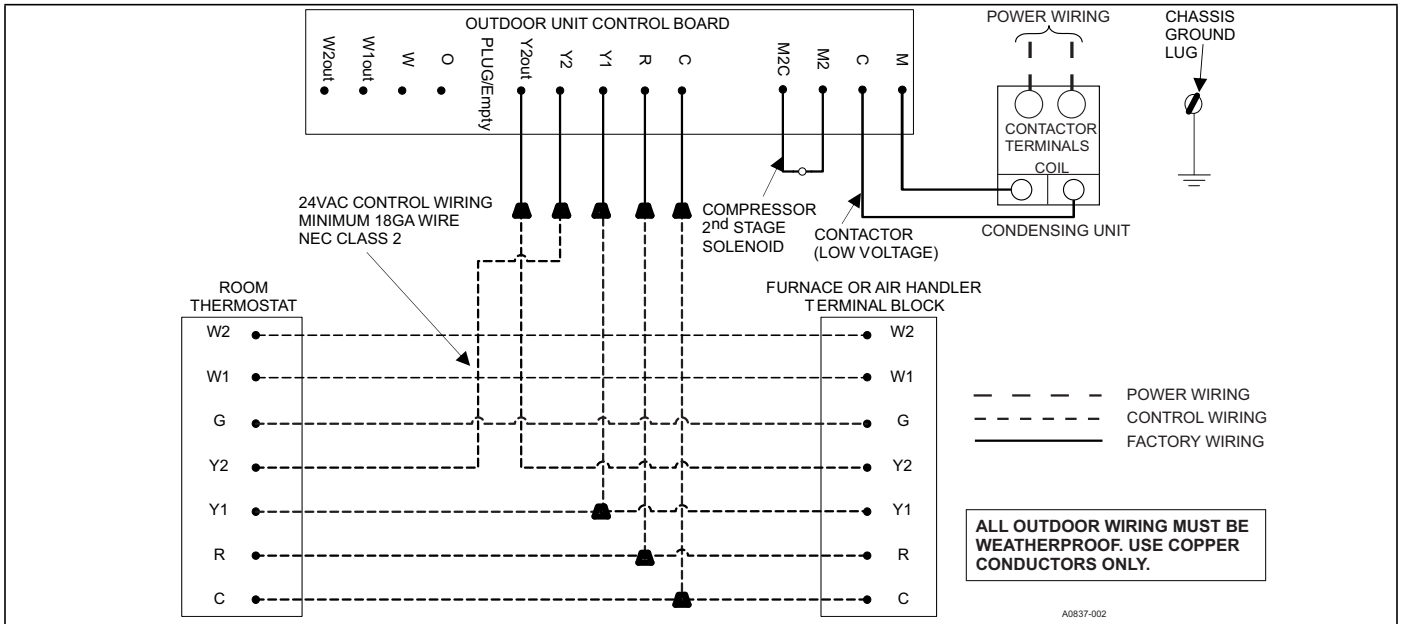 OUTDOOR UNIT CONTROL BOARD
POWER WIRING
CHASSIS
GROUND
LUG
W2out
W1out
W
O
PLUG/Empty
Y2out
Y2
Y1
R
C
M2C
M2
C
M
CONTACTOR
TERMINALS
COIL
24VAC CONTROL WIRING
MINIMUM 18GA WIRE
NEC CLASS 2
COMPRESSOR
2nd STAGE
SOLENOID
CONTACTOR
(LOW VOLTAGE)
CONDENSING UNIT
ROOM
THERMOSTAT
FURNACE OR AIR HANDLER
TERMINAL BLOCK
W2
W1
G
Y2
Y1
R
C
W2
W1
G
Y2
Y1
R
C
POWER WIRING
CONTROL WIRING
FACTORY WIRING
ALL OUTDOOR WIRING MUST BE
WEATHERPROOF. USE COPPER
CONDUCTORS ONLY.
A0837-002